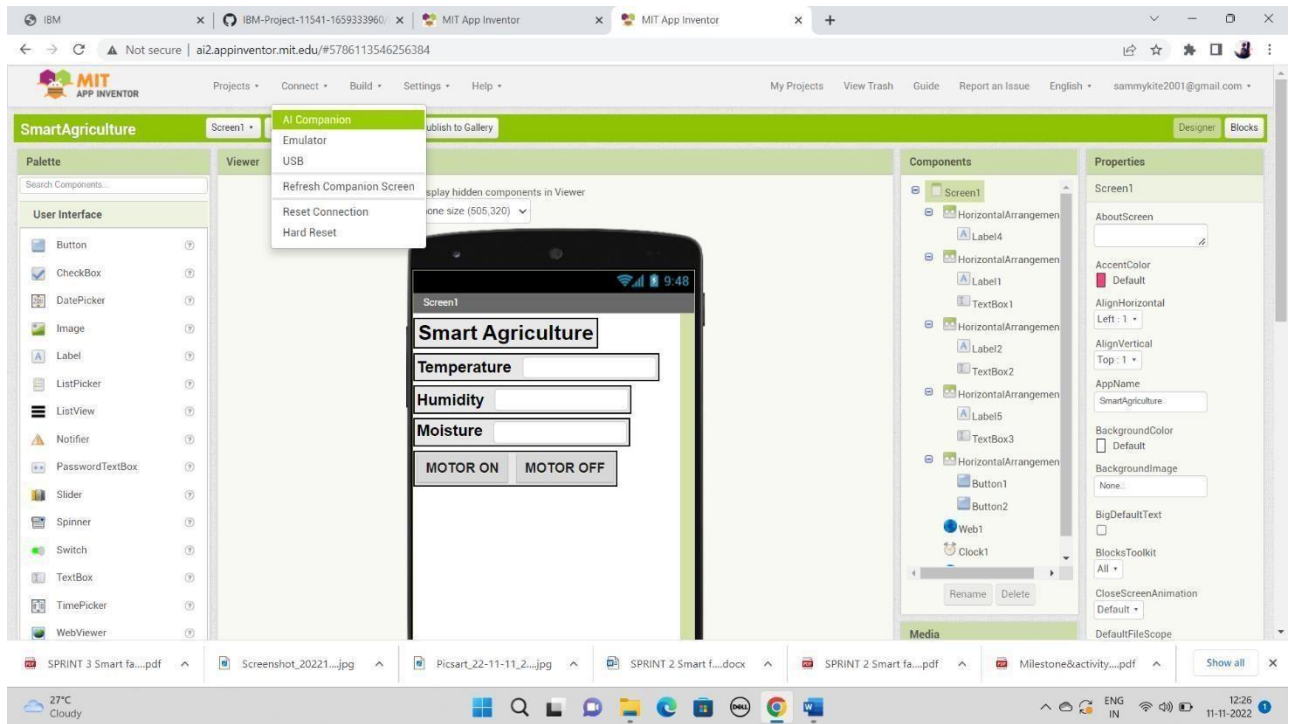 IBM
IBM-Project-11541-1659333960/
MIT App Inventor
MIT App Inventor
Not secure | ai2.appinventor.mit.edu/#5786113546256384
MIT
APP INVENTOR
Projects
Connect
Build
Settings
Help
My Projects
View Trash
Guide
Report an Issue
English
sammykite2001@gmail.com
SmartAgriculture
Screen1
AI Companion
Emulator
USB
Refresh Companion Screen
Reset Connection
Hard Reset
ublish to Gallery
Designer
Blocks
Palette
Search Components...
User Interface
Button
CheckBox
DatePicker
Image
Label
ListPicker
ListView
Notifier
PasswordTextBox
Slider
Spinner
Switch
TextBox
TimePicker
WebViewer
Viewer
splay hidden components in Viewer
one size (505,320)
9:48
Screen1
Smart Agriculture
Temperature
Humidity
Moisture
MOTOR ON
MOTOR OFF
Components
Screen1
HorizontalArrangemen
Label4
HorizontalArrangemen
Label1
TextBox1
HorizontalArrangemen
Label2
TextBox2
HorizontalArrangemen
Label5
TextBox3
HorizontalArrangemen
Button1
Button2
Web1
Clock1
Rename
Delete
Media
Properties
Screen1
AboutScreen
AccentColor
Default
AlignHorizontal
Left : 1
AlignVertical
Top : 1
AppName
SmartAgriculture
BackgroundColor
Default
BackgroundImage
None...
BigDefaultText
BlocksToolkit
All
CloseScreenAnimation
Default
DefaultFileScope
SPRINT 3 Smart fa....pdf
Screenshot_20221....jpg
Picsart_22-11-11_2....jpg
SPRINT 2 Smart f....docx
SPRINT 2 Smart fa....pdf
Milestone&activity....pdf
Show all
27°C
Cloudy
DELL
ENG
IN
12:26
11-11-2022
1